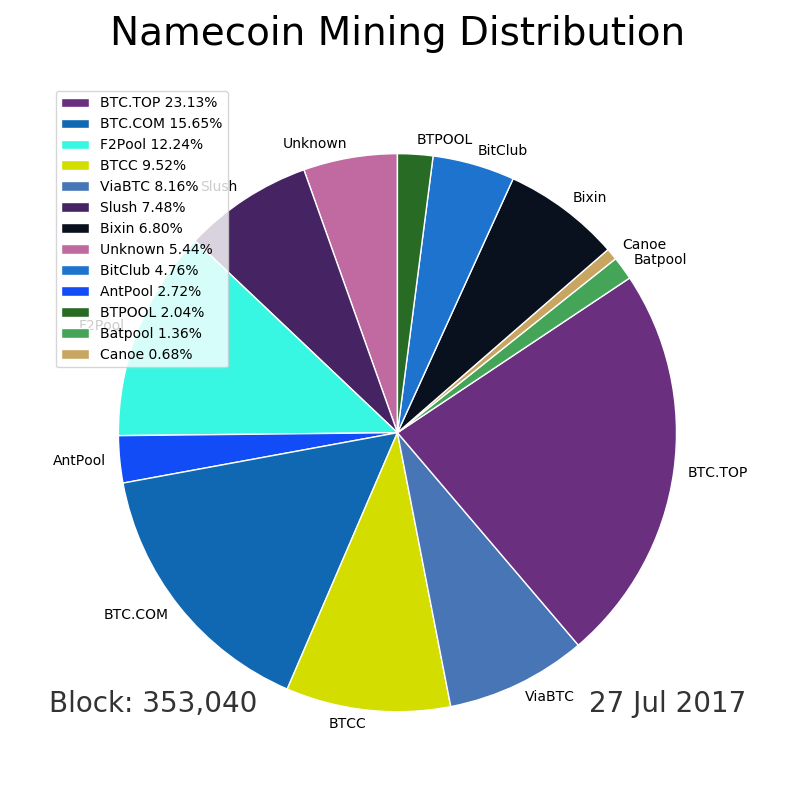 Namecoin Mining Distribution
BTC.TOP 23.13%
BTC.COM 15.65%
F2Pool 12.24%
BTCC 9.52%
ViaBTC 8.16%
Slush 7.48%
Bixin 6.80%
Unknown 5.44%
BitClub 4.76%
AntPool 2.72%
BTPOOL 2.04%
Batpool 1.36%
Canoe 0.68%
Unknown
BTPOOL
BitClub
Slush
Bixin
Canoe
Batpool
F2Pool
AntPool
BTC.TOP
BTC.COM
ViaBTC
BTCC
Block: 353,040
27 Jul 2017